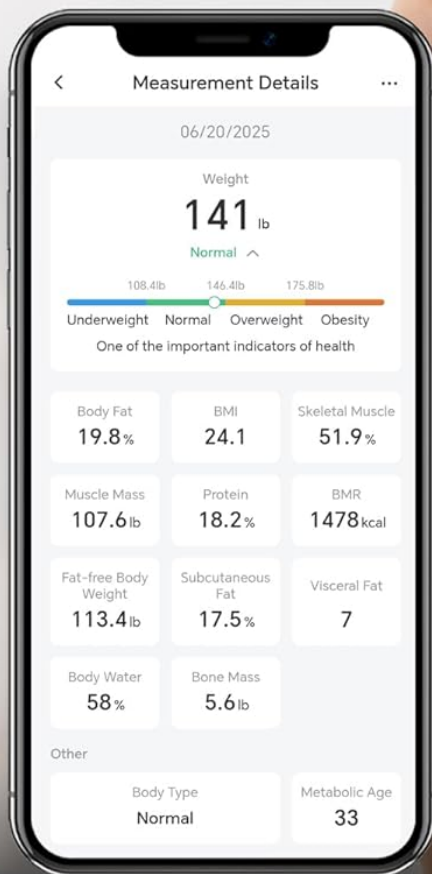 Measurement Details
06/20/2025
Weight
141 lb
Normal
108.4lb 146.4lb 175.8lb
Underweight Normal Overweight Obesity
One of the important indicators of health
Body Fat BMI Skeletal Muscle
19.8% 24.1 51.9%
Muscle Mass Protein BMR
107.6lb 18.2% 1478kcal
Fat-free Body
Weight
113.4lb
Subcutaneous
Fat
17.5%
Visceral Fat
7
Body Water Bone Mass
58% 5.6lb
Other
Body Type Metabolic Age
Normal 33